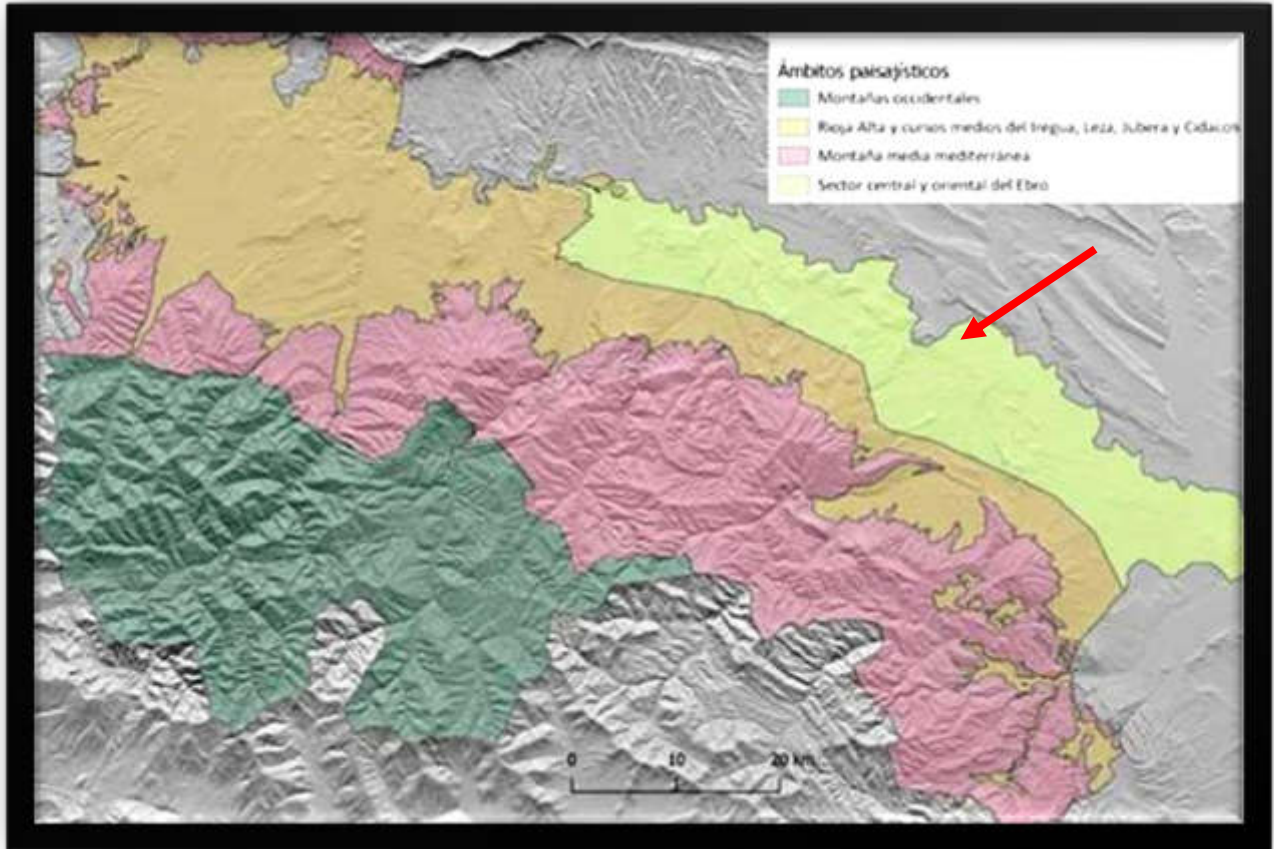 Ámbitos paisajísticos
Montañas occidentales
Rioja Alta y cursos medios del Iregua, Leza, Jubera y Cidacos
Montaña media mediterránea
Sector central y oriental del Ebro
0 10 20 km